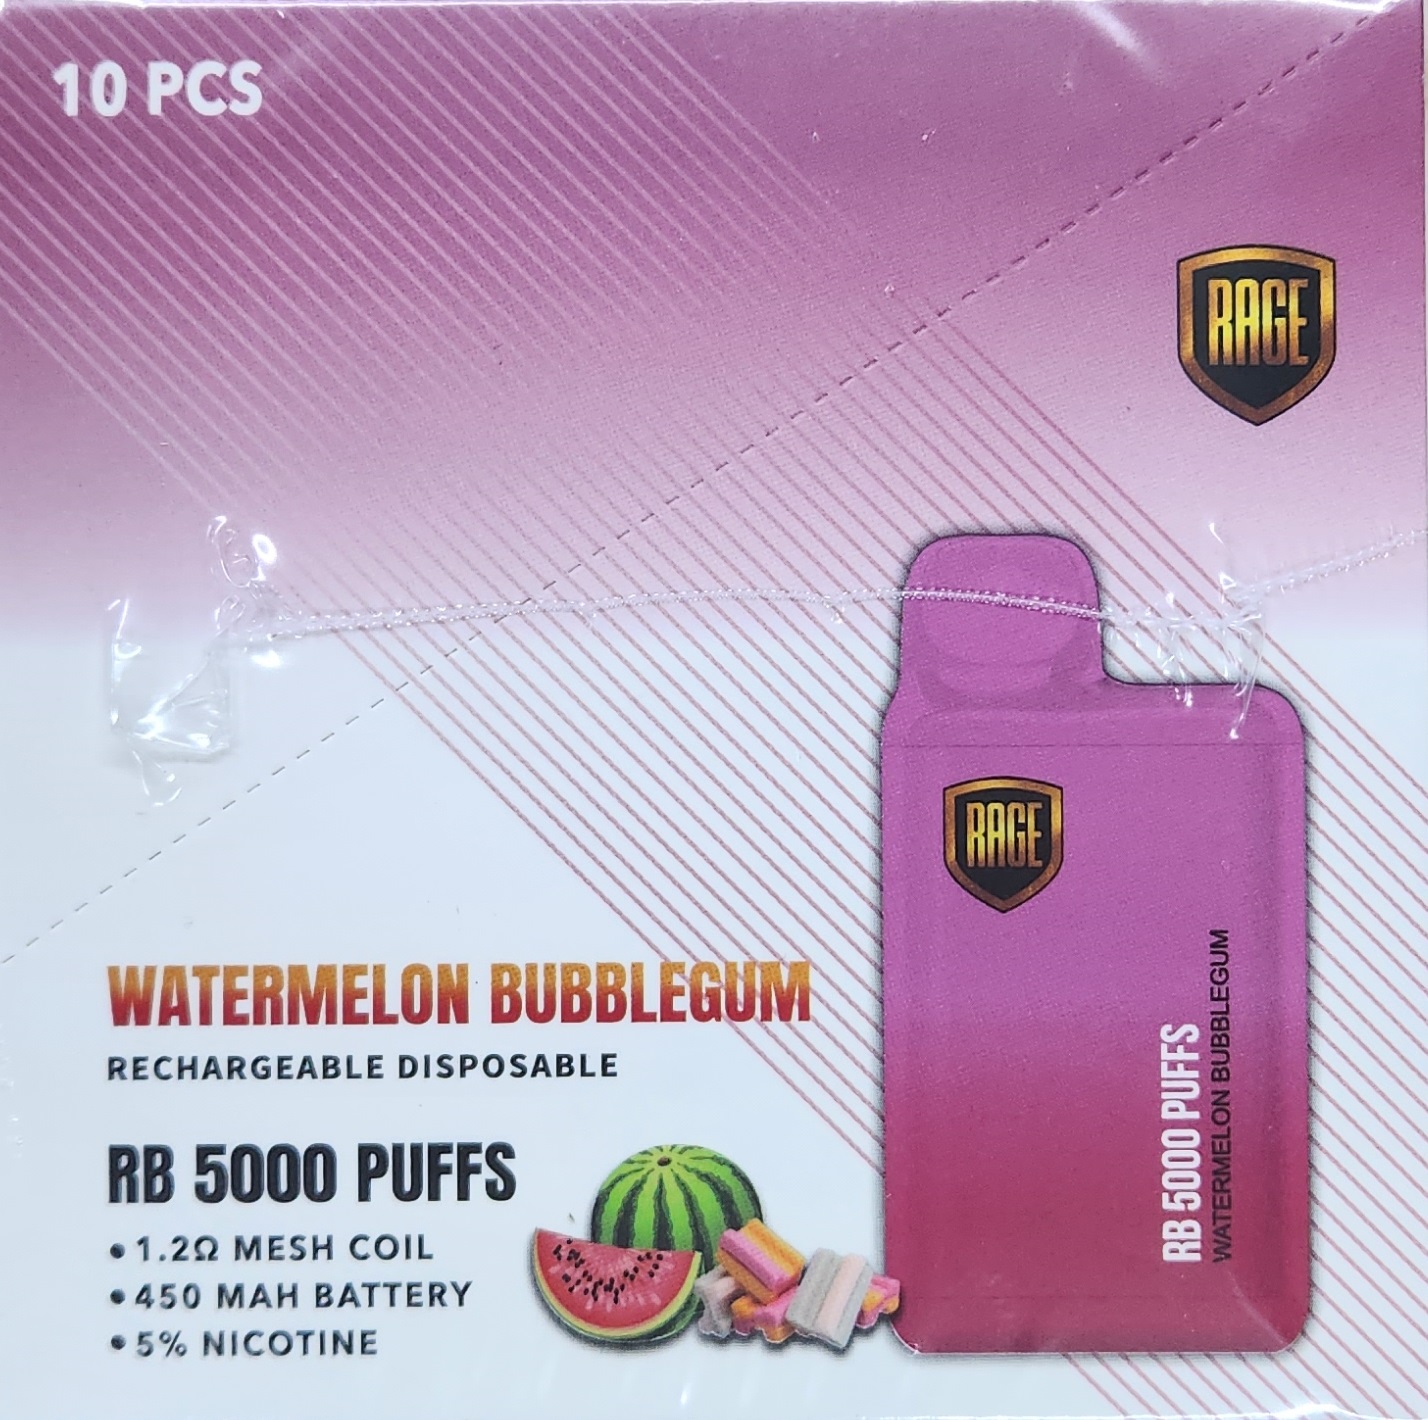 10 PCS
RAGE
RAGE
RB 5000 PUFFS
WATERMELON BUBBLEGUM
WATERMELON BUBBLEGUM
RECHARGEABLE DISPOSABLE
RB 5000 PUFFS
• 1.2Ω MESH COIL
• 450 MAH BATTERY
• 5% NICOTINE